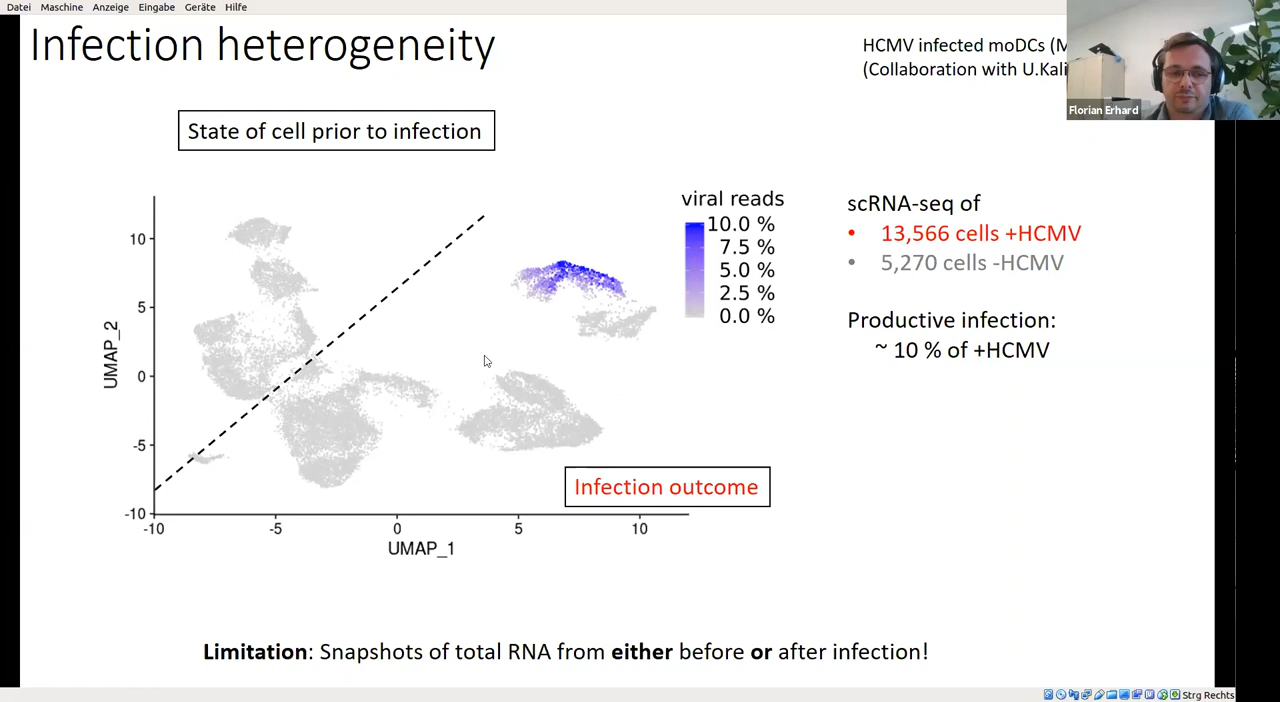 Datei Maschine Anzeige Eingabe Geräte Hilfe
Infection heterogeneity
HCMV infected moDCs
(Collaboration with
Florian Erhard
State of cell prior to infection
viral reads
10.0 %
7.5 %
5.0 %
2.5 %
0.0 %
scRNA-seq of
• 13,566 cells +HCMV
• 5,270 cells -HCMV
Productive infection:
~ 10 % of +HCMV
UMAP_2
10
5
0
-5
-10
Infection outcome
-10 -5 0 5 10
UMAP_1
Limitation: Snapshots of total RNA from either before or after infection!
Strg Rechts